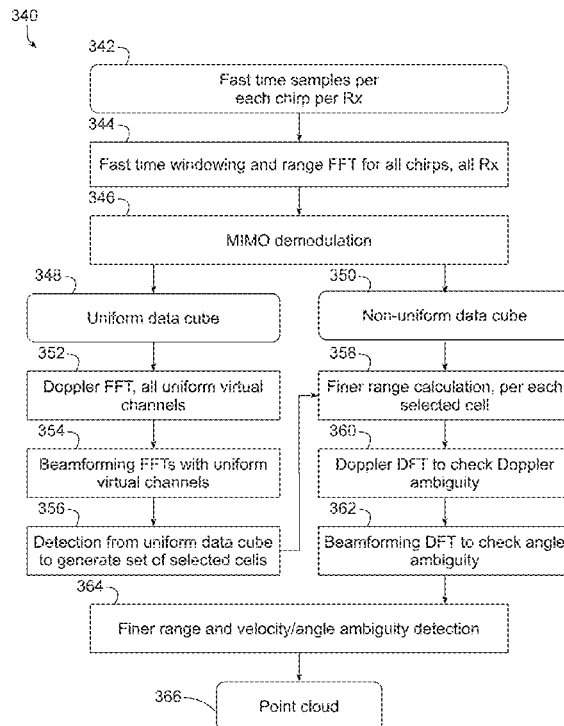 340
342
Fast time samples per
each chirp per Rx
344
Fast time windowing and range FFT for all chirps, all Rx
346
MIMO demodulation
348
Uniform data cube
350
Non-uniform data cube
352
Doppler FFT, all uniform virtual
channels
358
Finer range calculation, per each
selected cell
354
Beamforming FFTs with uniform
virtual channels
360
Doppler DFT to check Doppler
ambiguity
356
Detection from uniform data cube
to generate set of selected cells
362
Beamforming DFT to check angle
ambiguity
364
Finer range and velocity/angle ambiguity detection
366
Point cloud